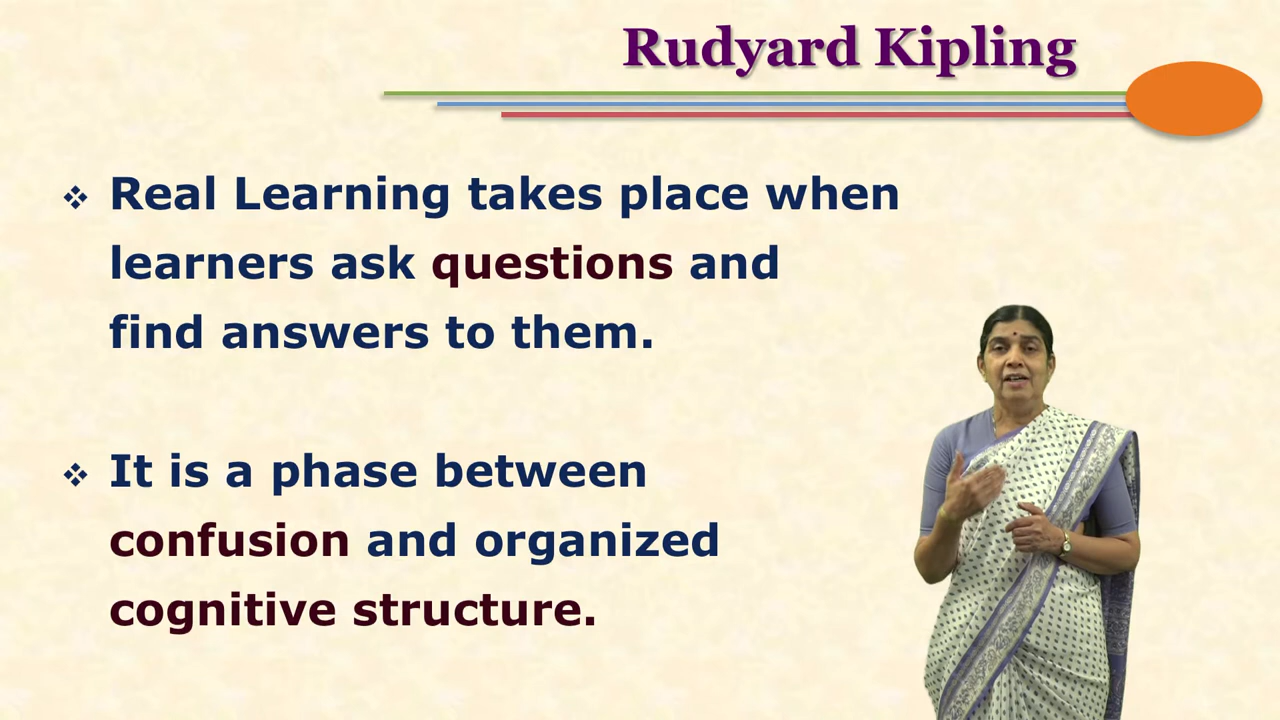 Rudyard Kipling
Real Learning takes place when
learners ask questions and
find answers to them.
It is a phase between
confusion and organized
cognitive structure.